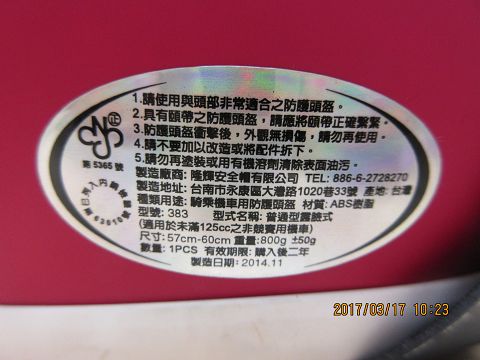 1.請使用與頭部非常適合之防護頭盔。
2.具有頤帶之防護頭盔，請應將頤帶正確繫緊。
3.防護頭盔衝擊後，外觀無損傷，請勿再使用。
4.請不要加以改造或將配件拆下。
5.請勿再塗裝或用有機溶劑清除表面油污。
製造廠商: 隆輝安全帽有限公司 TEL: 886-6-2728270
製造地址: 台南市永康區大灣路1020巷33號 產地: 台灣
種類用途: 騎乘機車用防護頭盔 材質: ABS樹脂
型號: 383 型式名稱: 普通型露臉式
(適用於未滿125cc之非競賽用機車)
尺寸: 57cm-60cm 重量: 800g ±50g
數量: 1PCS 有效期限: 購入後二年
製造日期: 2014.11
正
第 5365 號
2017/03/17 10:23